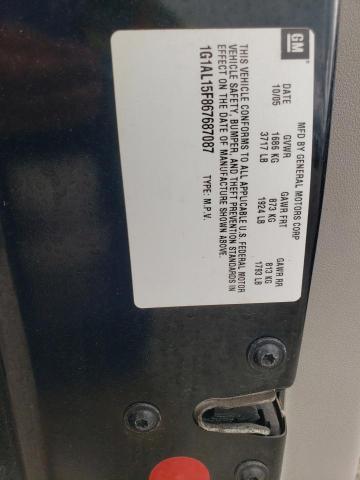 GM
MFD BY GENERAL MOTORS CORP
DATE GVWR GAWR FRT GAWR RR
10/05 1686 KG 873 KG 813 KG
3717 LB 1924 LB 1793 LB
THIS VEHICLE CONFORMS TO ALL APPLICABLE U.S. FEDERAL MOTOR
VEHICLE SAFETY, BUMPER, AND THEFT PREVENTION STANDARDS IN
EFFECT ON THE DATE OF MANUFACTURE SHOWN ABOVE.
1G1AL15F867687087 TYPE: M.P.V.